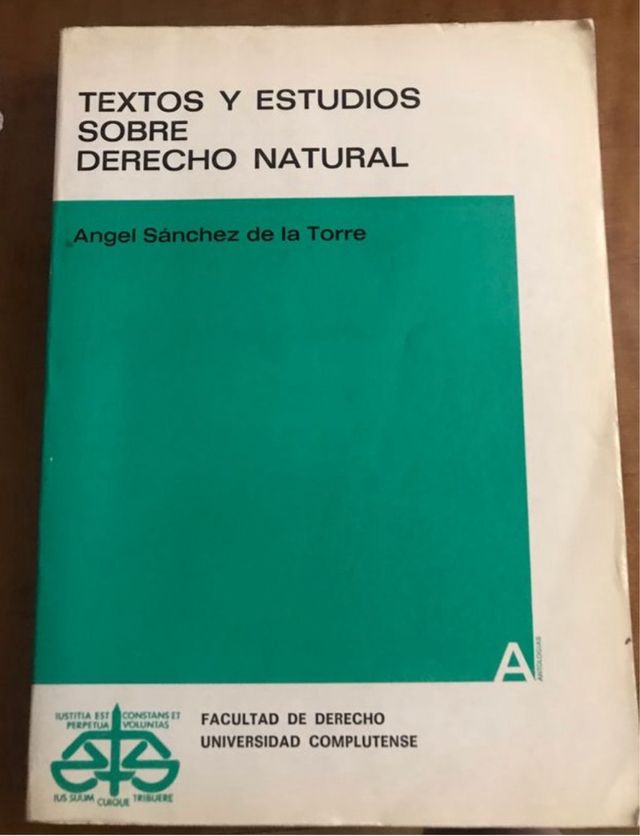 TEXTOS Y ESTUDIOS
SOBRE
DERECHO NATURAL
Angel Sánchez de la Torre
A
ANTOLOGIAS
IUSTITIA EST CONSTANS ET
PERPETUA VOLUNTAS
IUS SUUM CUIQUE TRIBUERE
FACULTAD DE DERECHO
UNIVERSIDAD COMPLUTENSE